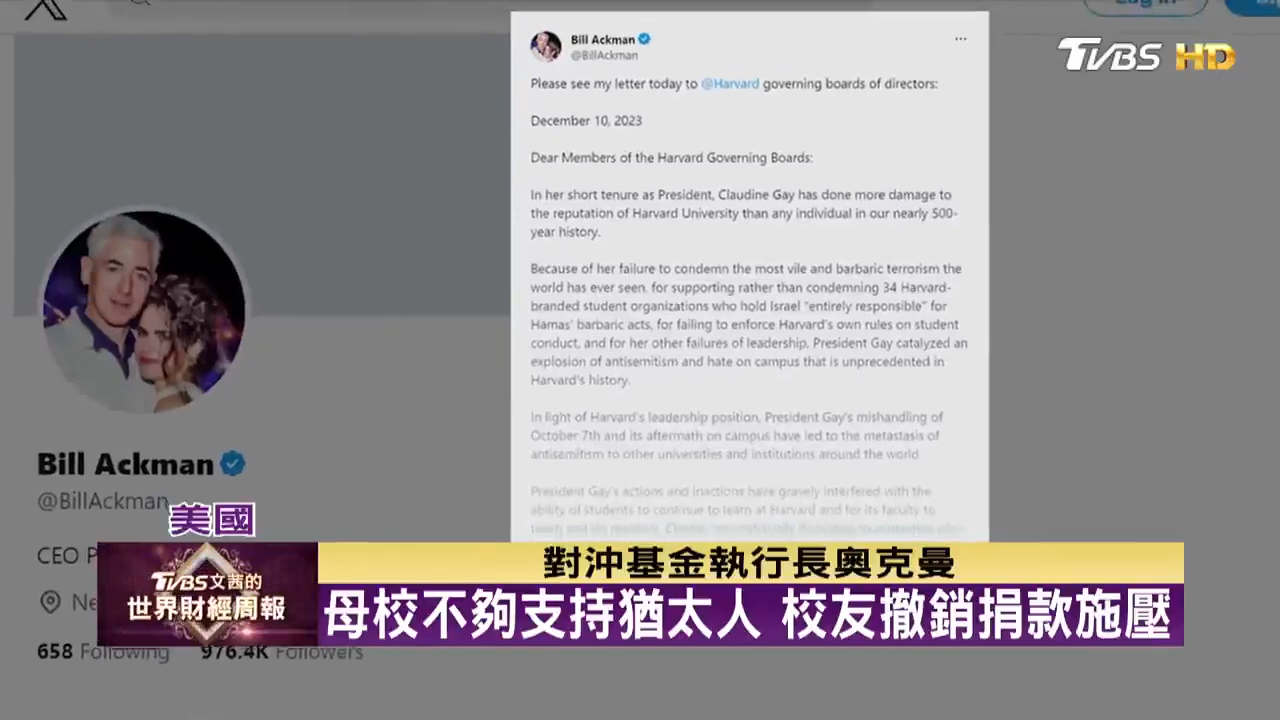 Log in
TVBS HD
Bill Ackman
@BillAckman
Please see my letter today to @Harvard governing boards of directors:
December 10, 2023
Dear Members of the Harvard Governing Boards:
In her short tenure as President, Claudine Gay has done more damage to
the reputation of Harvard University than any individual in our nearly 500-
year history.
Because of her failure to condemn the most vile and barbaric terrorism the
world has ever seen, for supporting rather than condemning 34 Harvard-
branded student organizations who hold Israel "entirely responsible" for
Hamas' barbaric acts, for failing to enforce Harvard's own rules on student
conduct, and for her other failures of leadership, President Gay catalyzed an
explosion of antisemitism and hate on campus that is unprecedented in
Harvard's history.
In light of Harvard's leadership position, President Gay's mishandling of
October 7th and its aftermath on campus have led to the metastasis of
antisemitism to other universities and institutions around the world
President Gay's actions and inactions have gravely interfered with the
ability of students to continue to learn at Harvard and for its faculty to
Bill Ackman
@BillAckman
美國
CEO P
Ne
658 Following 976.4K Followers
TVBS文茜的
世界財經周報
對沖基金執行長奧克曼
母校不夠支持猶太人 校友撤銷捐款施壓